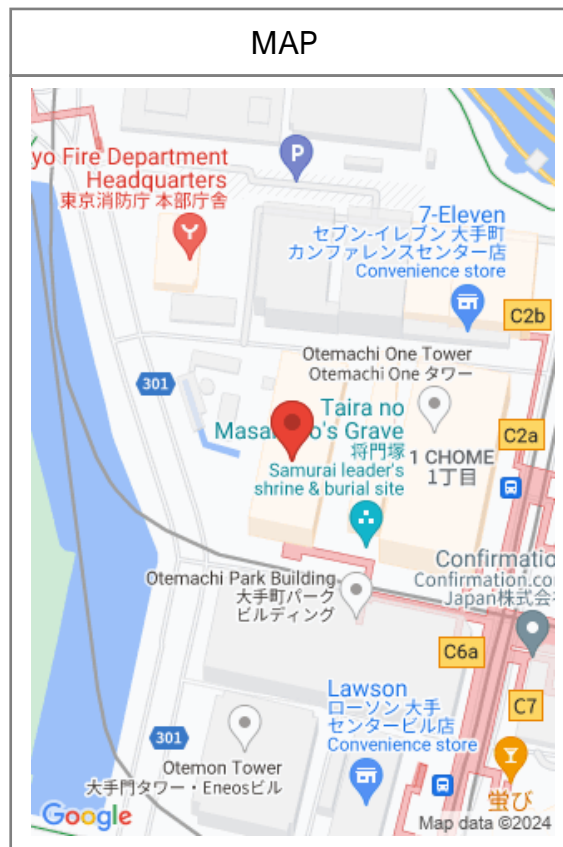 MAP
yo Fire Department
Headquarters
東京消防庁 本部庁舎
P
7-Eleven
セブン-イレブン 大手町
カンファレンスセンター店
Convenience store
C2b
Otemachi One Tower
Otemachi One タワー
301
Taira no
Grave
将門塚
Samurai leader's
shrine & burial site
1 CHOME
1丁目
C2a
Confirmatio
Confirmation.co
Japan株式会
Otemachi Park Building
大手町パーク
ビルディング
C6a
C7
Lawson
ローソン 大手
センタービル店
Convenience store
301
Otemon Tower
大手門タワー・Eneosビル
蛍び
Google
Map data ©2024